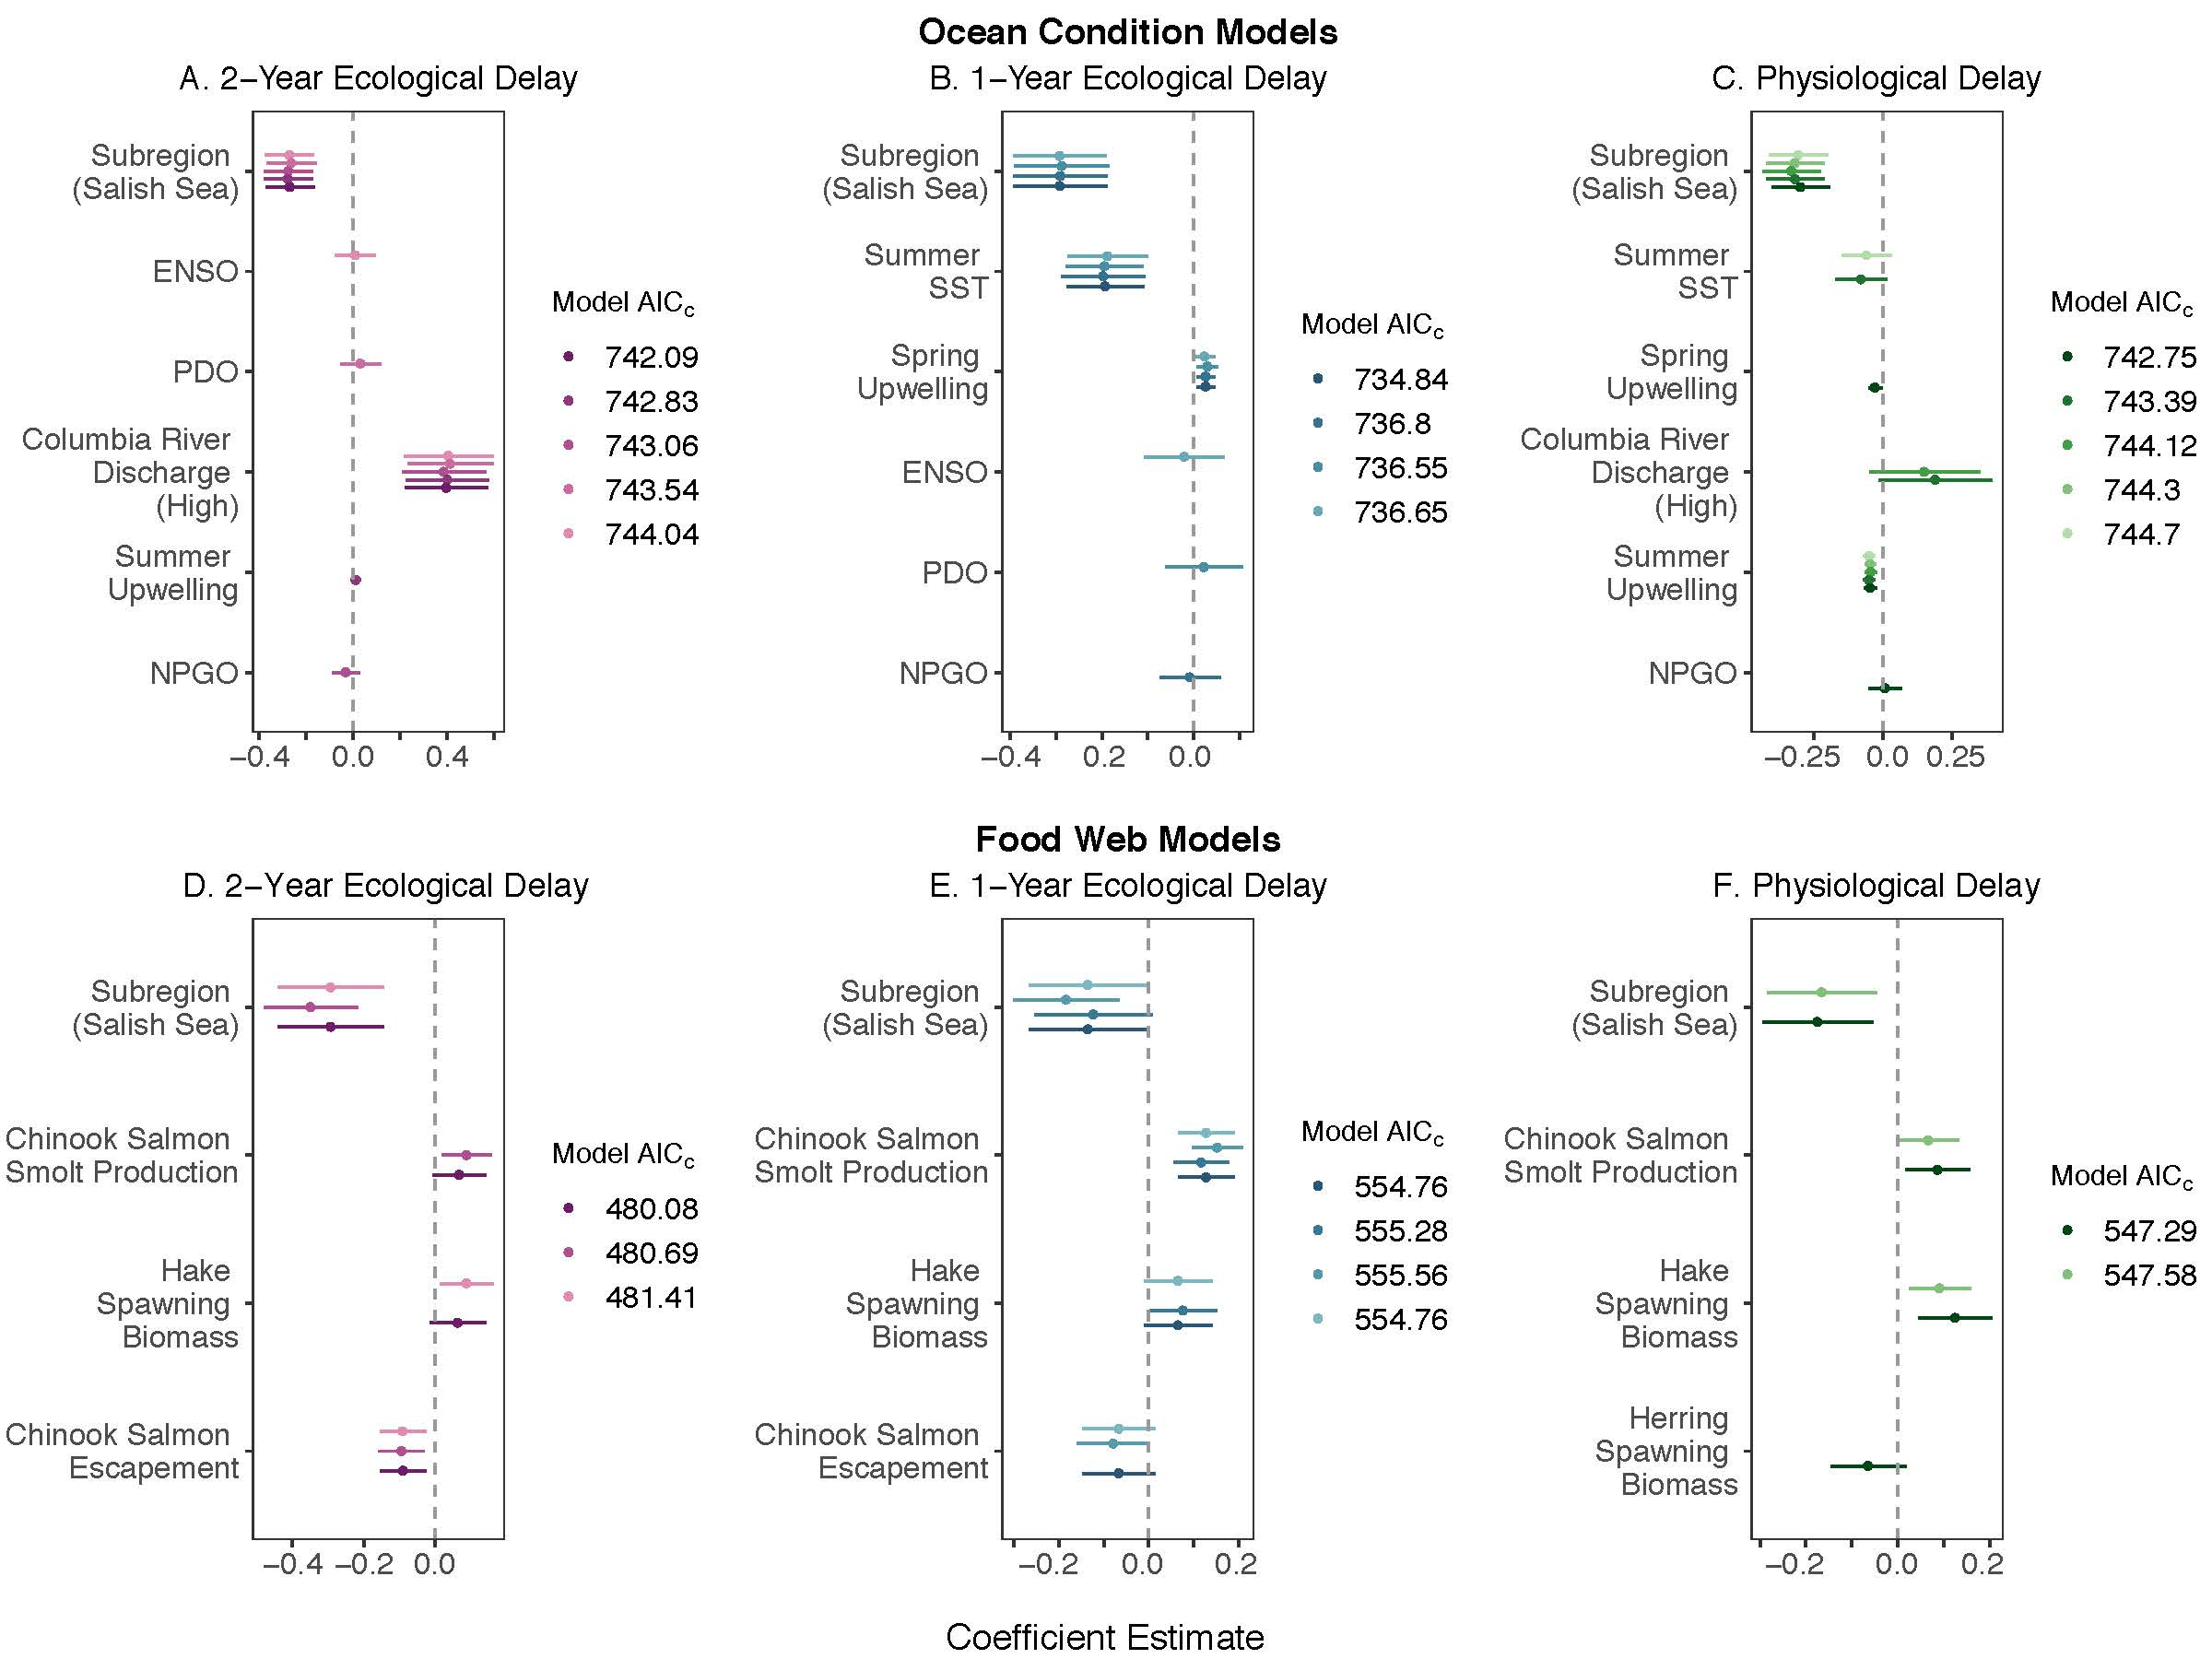 Ocean Condition Models
A. 2−Year Ecological Delay
Subregion
(Salish Sea)
ENSO
PDO
Columbia River
Discharge
(High)
Summer
Upwelling
NPGO
−0.4 0.0 0.4
Model AICc
742.09
742.83
743.06
743.54
744.04
B. 1−Year Ecological Delay
Subregion
(Salish Sea)
Summer
SST
Spring
Upwelling
ENSO
PDO
NPGO
−0.4 0.2 0.0
Model AICc
734.84
736.8
736.55
736.65
C. Physiological Delay
Subregion
(Salish Sea)
Summer
SST
Spring
Upwelling
Columbia River
Discharge
(High)
Summer
Upwelling
NPGO
−0.25 0.0 0.25
Model AICc
742.75
743.39
744.12
744.3
744.7
Food Web Models
D. 2−Year Ecological Delay
Subregion
(Salish Sea)
Chinook Salmon
Smolt Production
Hake
Spawning
Biomass
Chinook Salmon
Escapement
−0.4 −0.2 0.0
Model AICc
480.08
480.69
481.41
E. 1−Year Ecological Delay
Subregion
(Salish Sea)
Chinook Salmon
Smolt Production
Hake
Spawning
Biomass
Chinook Salmon
Escapement
−0.2 0.0 0.2
Model AICc
554.76
555.28
555.56
554.76
F. Physiological Delay
Subregion
(Salish Sea)
Chinook Salmon
Smolt Production
Hake
Spawning
Biomass
Herring
Spawning
Biomass
−0.2 0.0 0.2
Model AICc
547.29
547.58
Coefficient Estimate